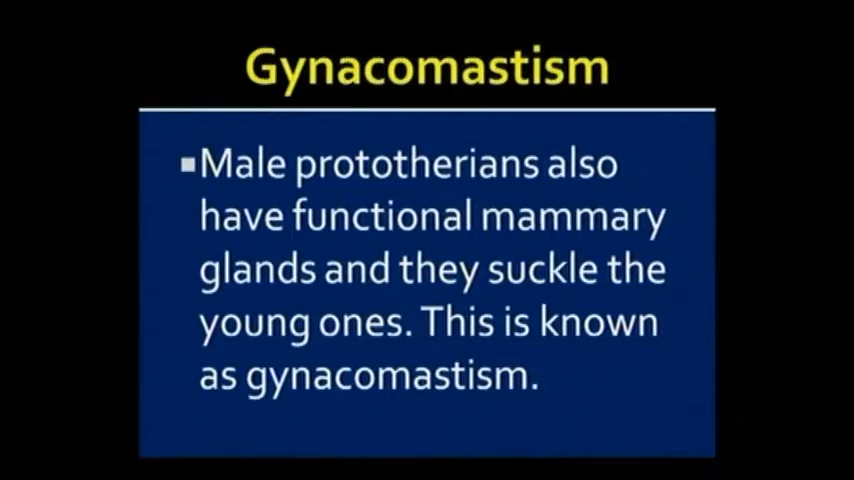 Gynacomastism
▪Male prototherians also
have functional mammary
glands and they suckle the
young ones. This is known
as gynacomastism.